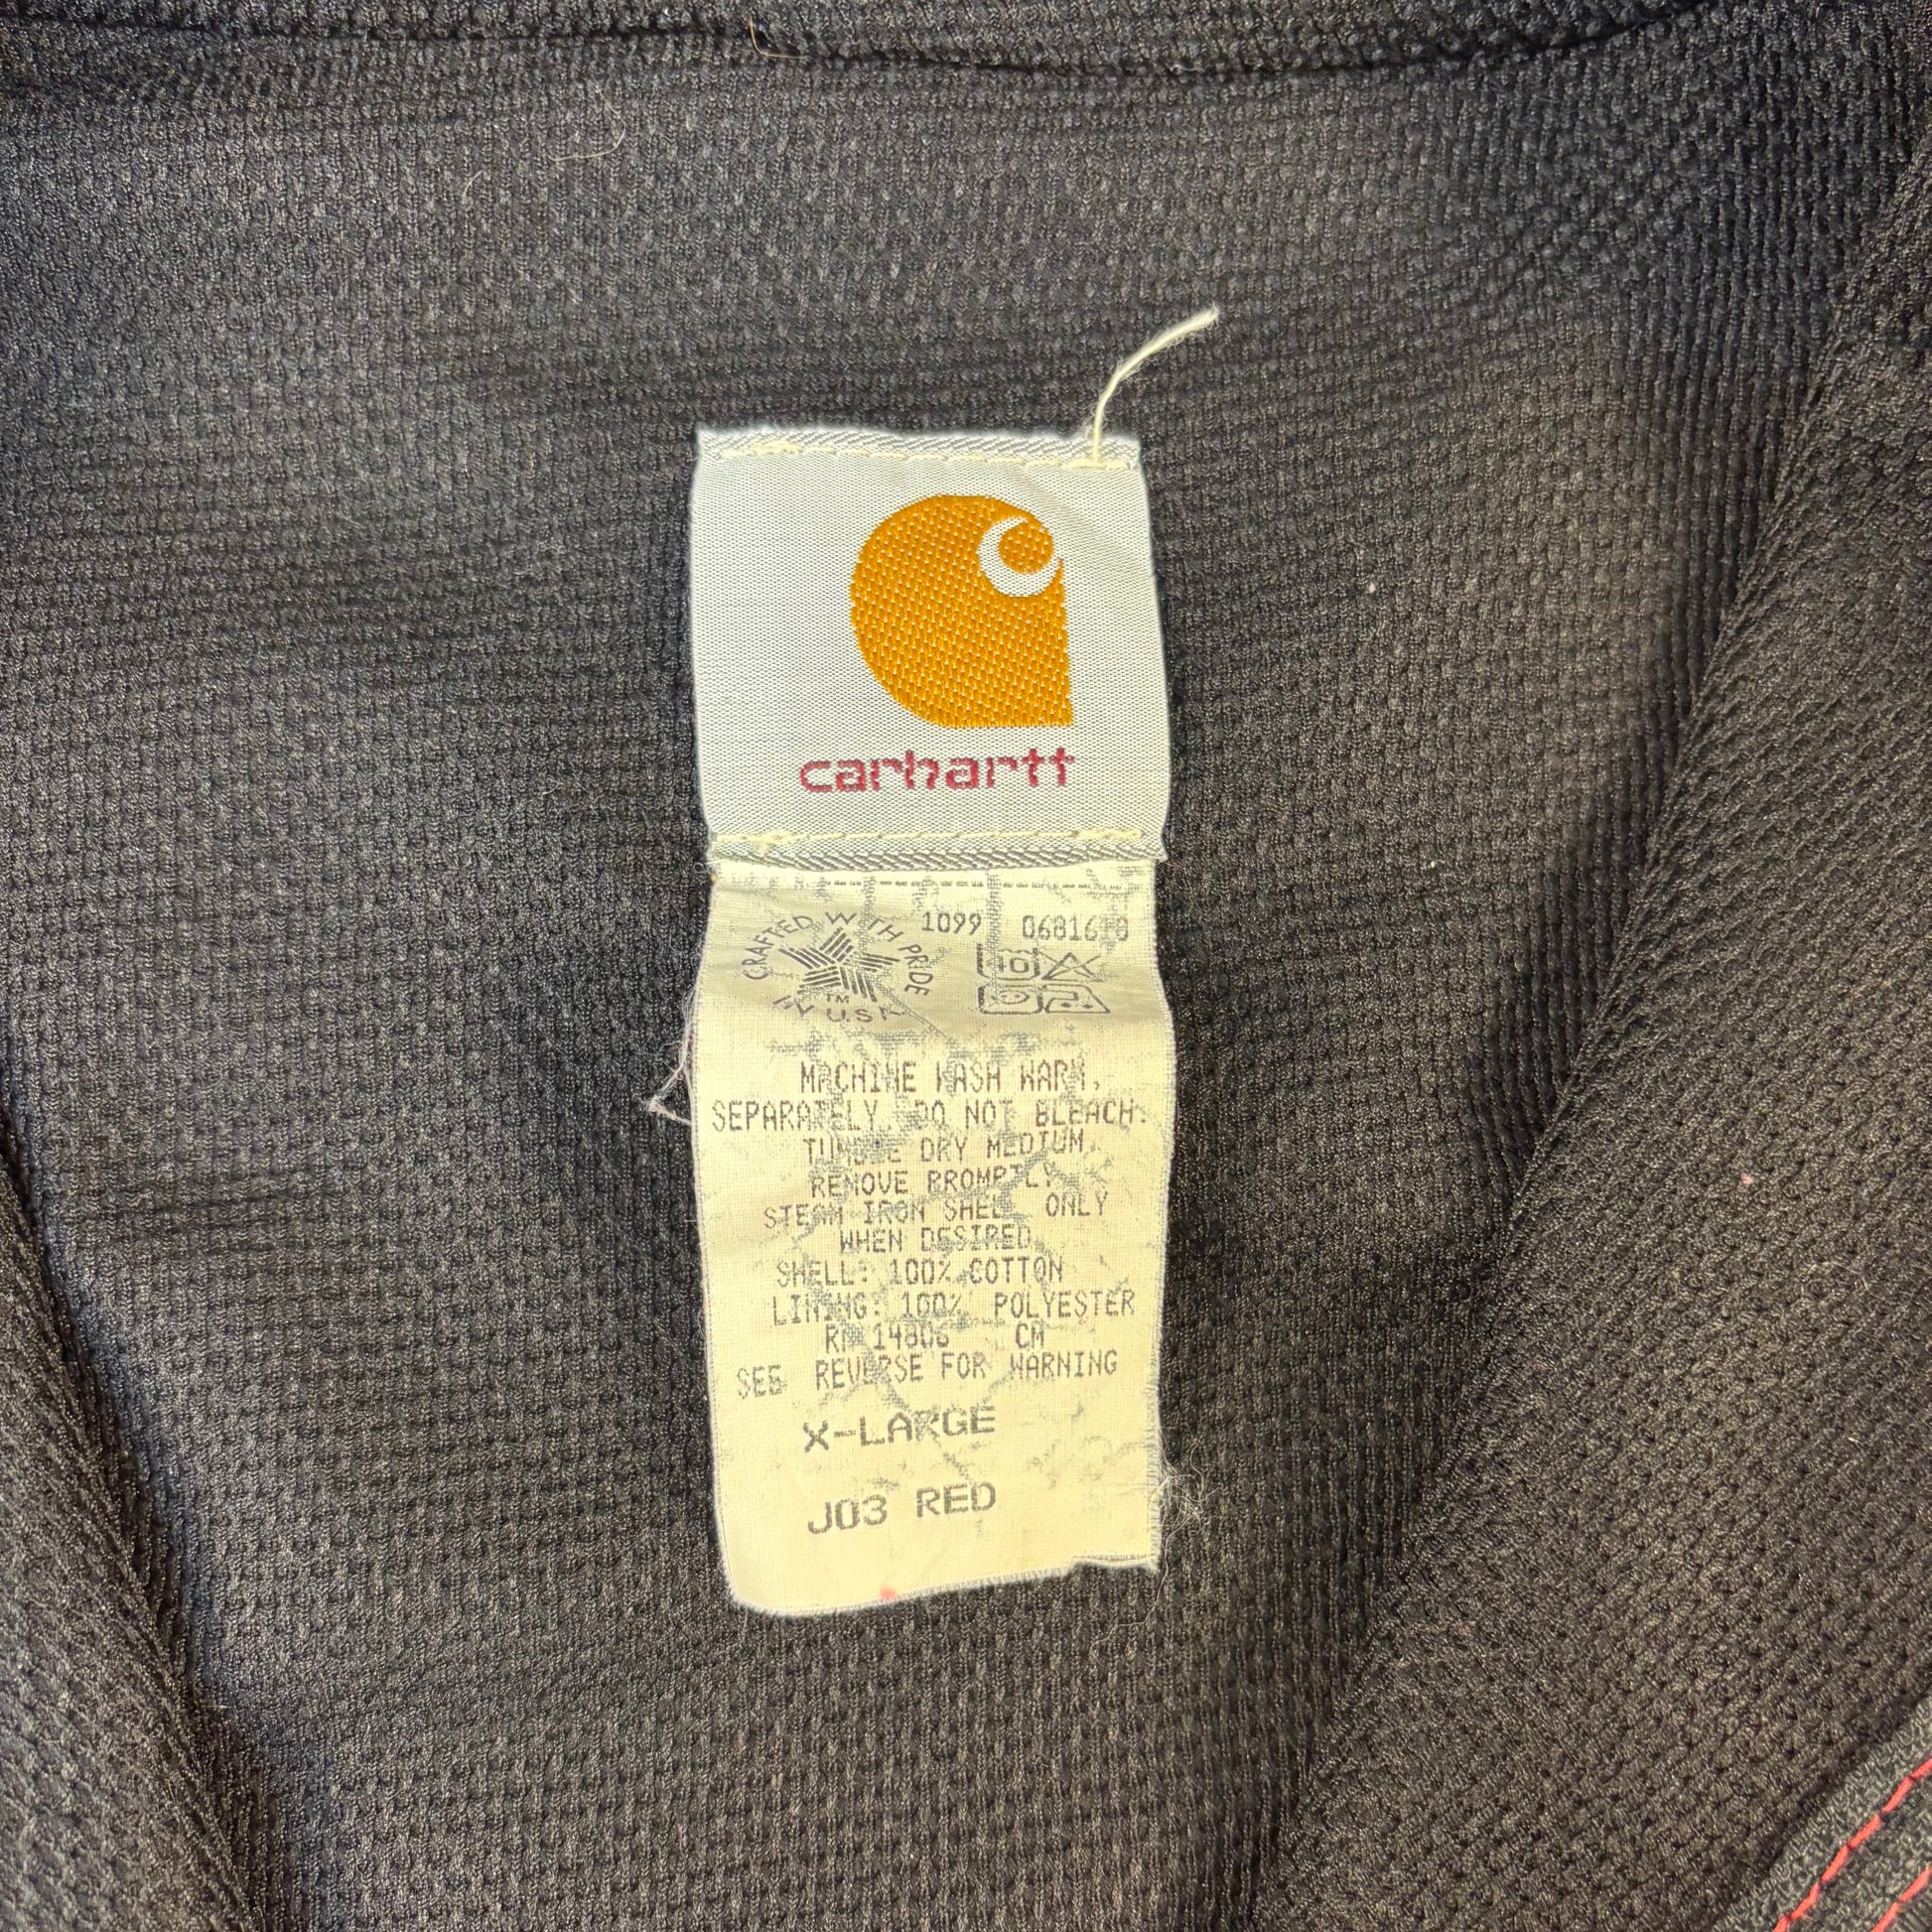 carhartt
CRAFTED WITH PRIDE
IN U.S.A.
TM
1099
MACHINE WASH WARM,
SEPARATELY. DO NOT BLEACH.
TUMBLE DRY MEDIUM,
REMOVE PROMPTLY
STEAM IRON SHELL ONLY
WHEN DESIRED
SHELL: 100% COTTON
LINING: 100% POLYESTER
RN 14806 CM
SEE REVERSE FOR WARNING
X-LARGE
J03 RED